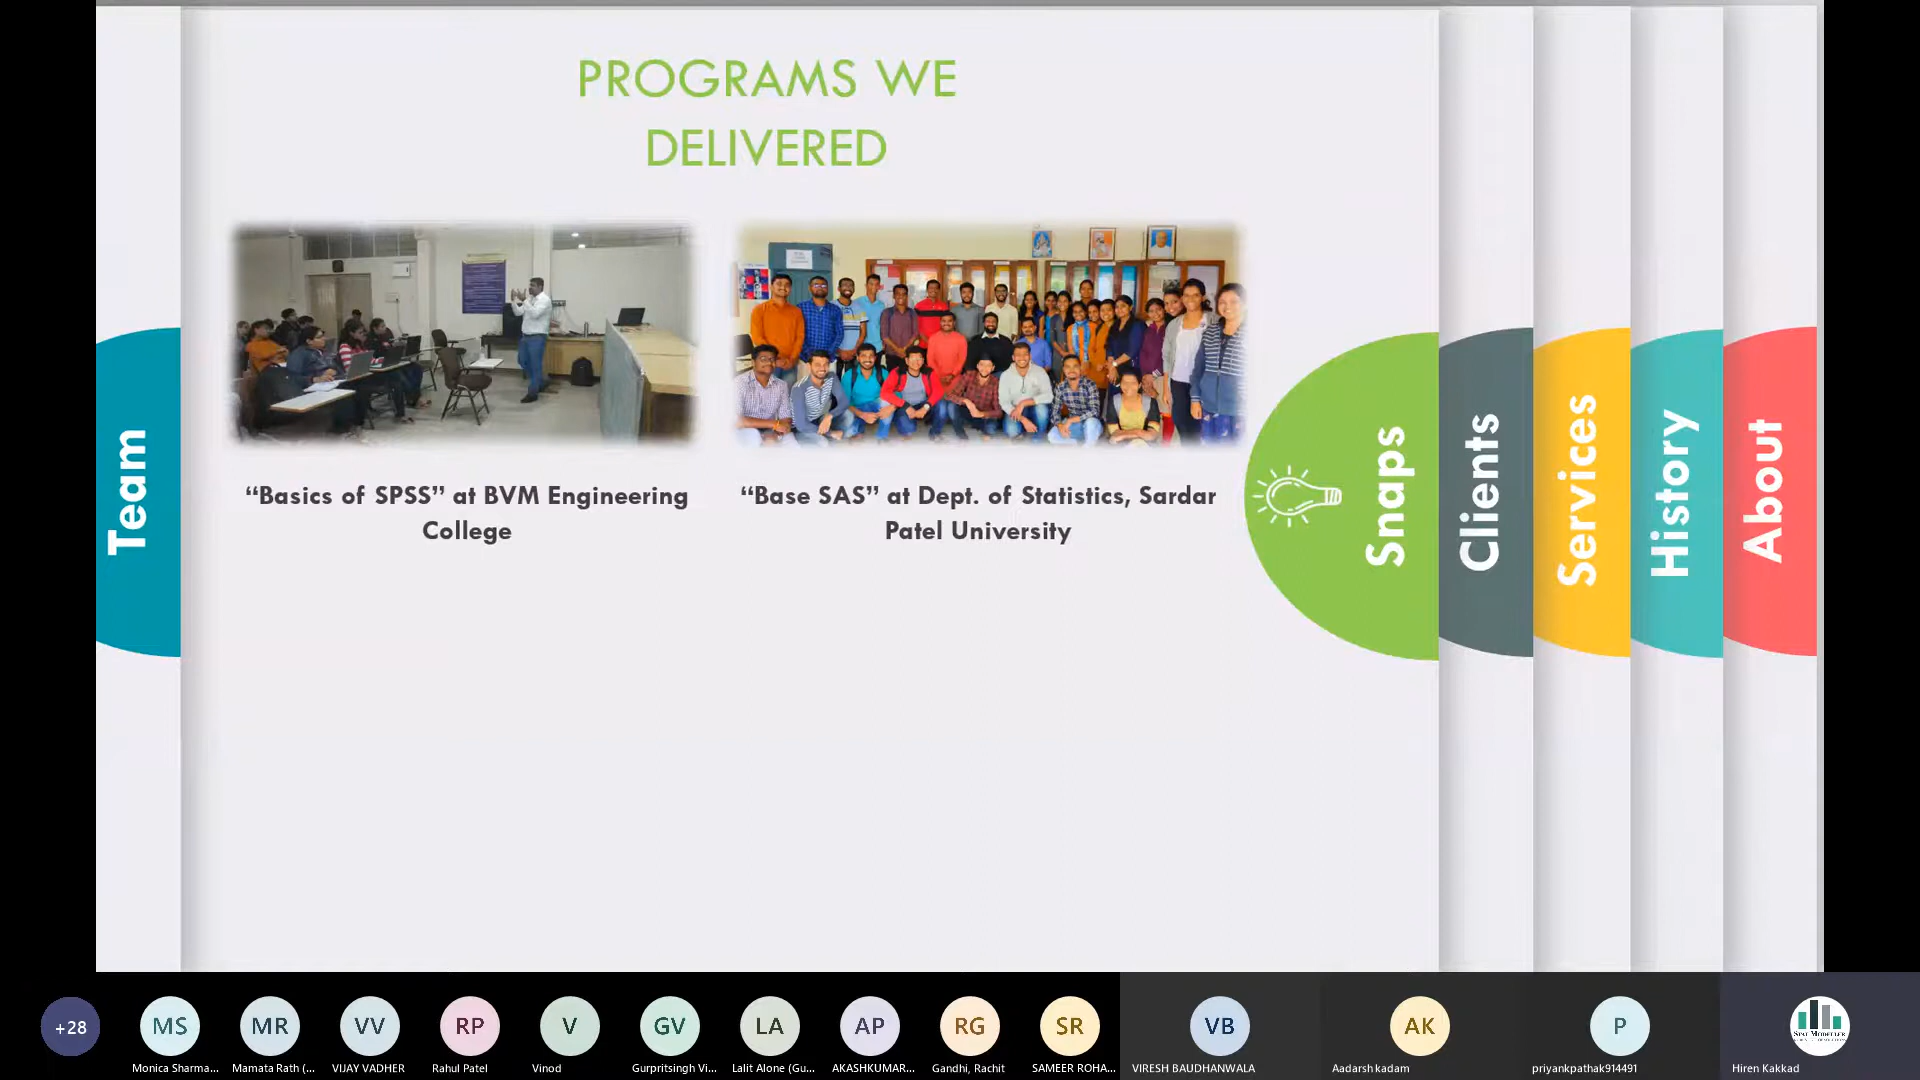 PROGRAMS WE
DELIVERED
“Basics of SPSS” at BVM Engineering
College
“Base SAS” at Dept. of Statistics, Sardar
Patel University
Team
Snaps
Clients
Services
History
About
+28
MS
MR
VV
RP
V
GV
LA
AP
RG
SR
VB
AK
P
STAT MODELLER
Monica Sharma...
Mamata Rath (...
VIJAY VADHER
Rahul Patel
Vinod
Gurpritsingh Vi...
Lalit Alone (Gu...
AKASHKUMAR...
Gandhi, Rachit
SAMEER ROHA...
VIRESH BAUDHANWALA
Aadarsh kadam
priyankpathak914491
Hiren Kakkad